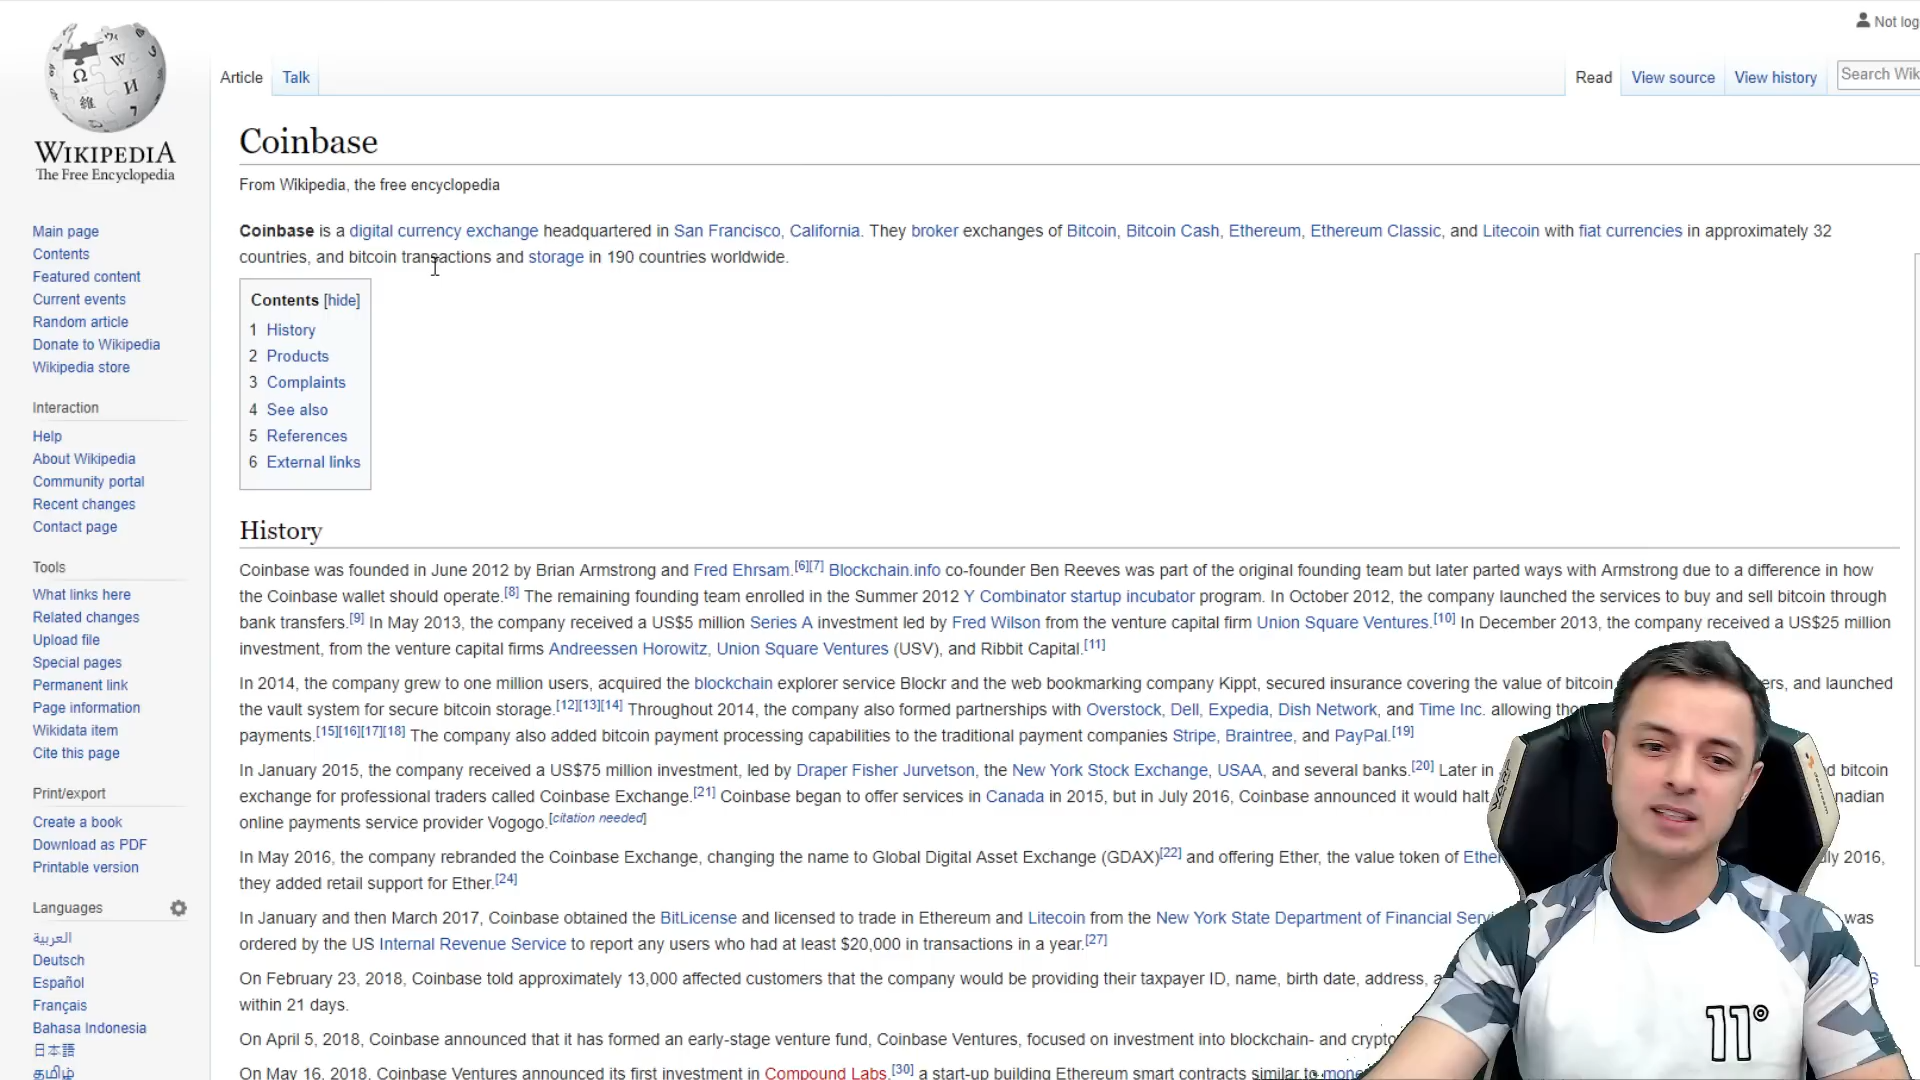 Not log
WIKIPEDIA
The Free Encyclopedia
Article
Talk
Read
View source
View history
Search Wik
Coinbase
From Wikipedia, the free encyclopedia
Coinbase is a digital currency exchange headquartered in San Francisco, California. They broker exchanges of Bitcoin, Bitcoin Cash, Ethereum, Ethereum Classic, and Litecoin with fiat currencies in approximately 32
countries, and bitcoin transactions and storage in 190 countries worldwide.
Main page
Contents
Featured content
Current events
Random article
Donate to Wikipedia
Wikipedia store
Interaction
Help
About Wikipedia
Community portal
Recent changes
Contact page
Tools
What links here
Related changes
Upload file
Special pages
Permanent link
Page information
Wikidata item
Cite this page
Print/export
Create a book
Download as PDF
Printable version
Languages
العربية
Deutsch
Español
Français
Bahasa Indonesia
日本語
தமிழ்
Contents [hide]
1 History
2 Products
3 Complaints
4 See also
5 References
6 External links
History
Coinbase was founded in June 2012 by Brian Armstrong and Fred Ehrsam.[6][7] Blockchain.info co-founder Ben Reeves was part of the original founding team but later parted ways with Armstrong due to a difference in how
the Coinbase wallet should operate.[8] The remaining founding team enrolled in the Summer 2012 Y Combinator startup incubator program. In October 2012, the company launched the services to buy and sell bitcoin through
bank transfers.[9] In May 2013, the company received a US$5 million Series A investment led by Fred Wilson from the venture capital firm Union Square Ventures.[10] In December 2013, the company received a US$25 million
investment, from the venture capital firms Andreessen Horowitz, Union Square Ventures (USV), and Ribbit Capital.[11]
In 2014, the company grew to one million users, acquired the blockchain explorer service Blockr and the web bookmarking company Kippt, secured insurance covering the value of bitcoin ers, and launched
the vault system for secure bitcoin storage.[12][13][14] Throughout 2014, the company also formed partnerships with Overstock, Dell, Expedia, Dish Network, and Time Inc. allowing
payments.[15][16][17][18] The company also added bitcoin payment processing capabilities to the traditional payment companies Stripe, Braintree, and PayPal.[19]
In January 2015, the company received a US$75 million investment, led by Draper Fisher Jurvetson, the New York Stock Exchange, USAA, and several banks.[20] Later in d bitcoin
exchange for professional traders called Coinbase Exchange.[21] Coinbase began to offer services in Canada in 2015, but in July 2016, Coinbase announced it would halt nadian
online payments service provider Vogogo.[citation needed]
In May 2016, the company rebranded the Coinbase Exchange, changing the name to Global Digital Asset Exchange (GDAX)[22] and offering Ether, the value token of Ether uly 2016,
they added retail support for Ether.[24]
In January and then March 2017, Coinbase obtained the BitLicense and licensed to trade in Ethereum and Litecoin from the New York State Department of Financial Servi was
ordered by the US Internal Revenue Service to report any users who had at least $20,000 in transactions in a year.[27]
On February 23, 2018, Coinbase told approximately 13,000 affected customers that the company would be providing their taxpayer ID, name, birth date, address, a S
within 21 days.
On April 5, 2018, Coinbase announced that it has formed an early-stage venture fund, Coinbase Ventures, focused on investment into blockchain- and crypto
On May 16, 2018, Coinbase Ventures announced its first investment in Compound Labs,[30] a start-up building Ethereum smart contracts similar to mone
11°